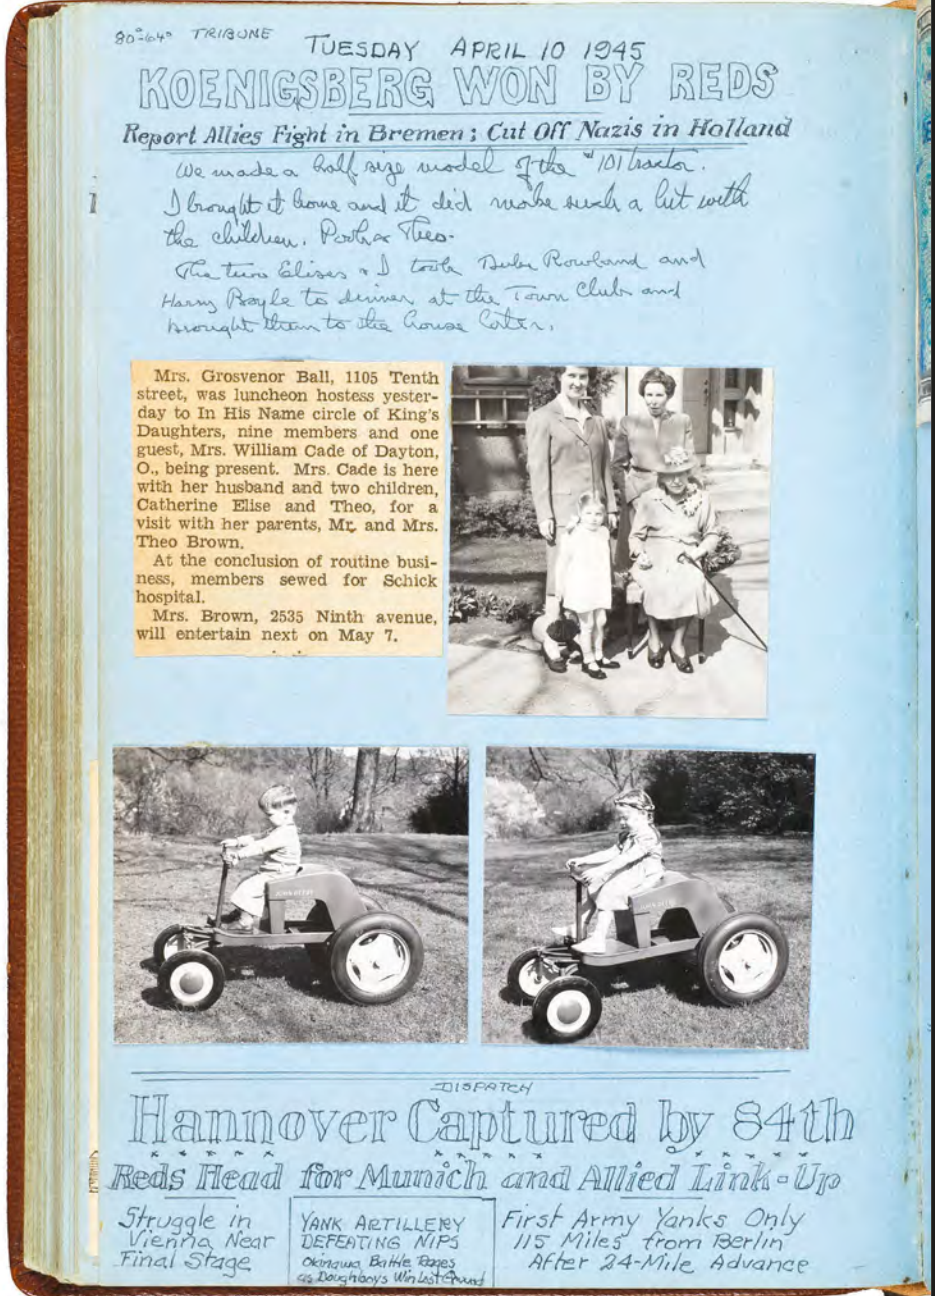 80°-64° TRIBUNE
TUESDAY APRIL 10 1945
KOENIGSBERG WON BY REDS
Report Allies Fight in Bremen; Cut Off Nazis in Holland
We made a half size model of the "101 tractor.
I brought it home and it did make such a hit with
the children, Pooh & Theo.
The two Elises & I took Rowland and
Harry Boyle to dinner at the Town Club and
brought them to the house later.
Mrs. Grosvenor Ball, 1105 Tenth
street, was luncheon hostess yester-
day to In His Name circle of King's
Daughters, nine members and one
guest, Mrs. William Cade of Dayton,
O., being present. Mrs. Cade is here
with her husband and two children,
Catherine Elise and Theo, for a
visit with her parents, Mr. and Mrs.
Theo Brown.
At the conclusion of routine busi-
ness, members sewed for Schick
hospital.
Mrs. Brown, 2535 Ninth avenue,
will entertain next on May 7.
JOHN DEERE
JOHN DEERE
DISPATCH
Hannover Captured by 84th
Reds Head for Munich and Allied Link-Up
Struggle in
Vienna Near
Final Stage
YANK ARTILLERY
DEFEATING NIPS
Okinawa Battle Rages
as Doughboys Win Lost Ground
First Army Yanks Only
115 Miles from Berlin
After 24-Mile Advance